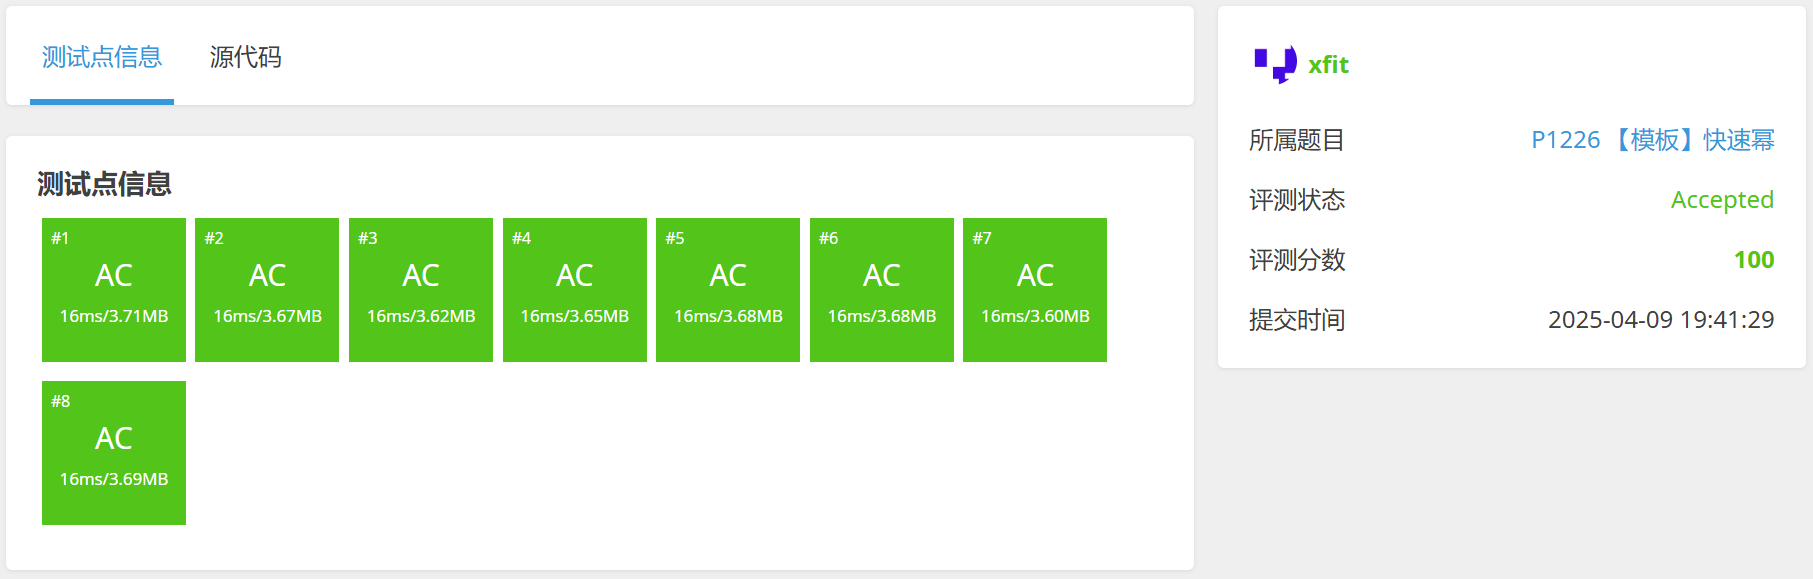 测试点信息 源代码
测试点信息
#1 #2 #3 #4 #5 #6 #7
AC AC AC AC AC AC AC
16ms/3.71MB 16ms/3.67MB 16ms/3.62MB 16ms/3.65MB 16ms/3.68MB 16ms/3.68MB 16ms/3.60MB
#8
AC
16ms/3.69MB
xfit
所属题目 P1226 【模板】快速幂
评测状态 Accepted
评测分数 100
提交时间 2025-04-09 19:41:29